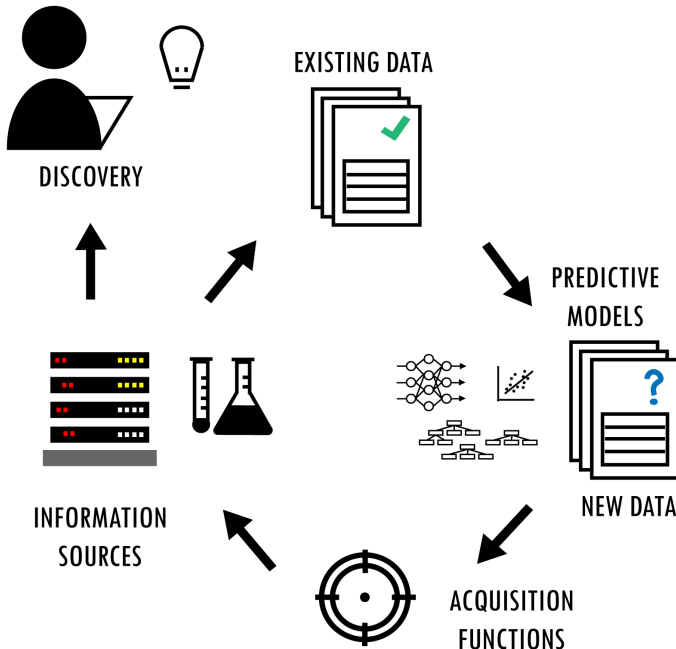 EXISTING DATA
DISCOVERY
PREDICTIVE
MODELS
?
NEW DATA
INFORMATION
SOURCES
ACQUISITION
FUNCTIONS